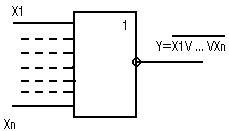 X1
1
Y=X1V ... VXn
Xn